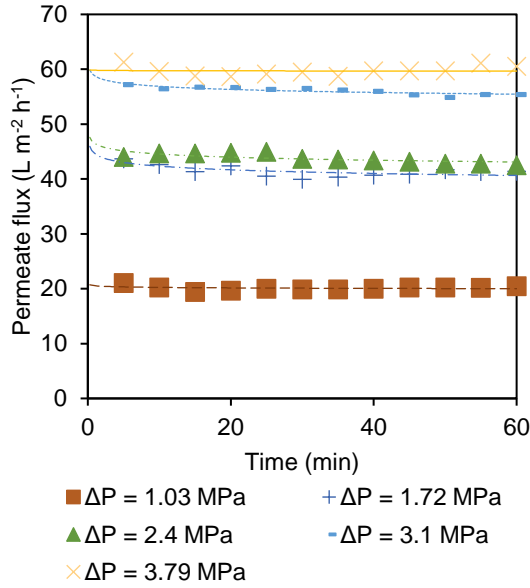 70
60
50
40
30
20
10
0
Permeate flux (L m⁻² h⁻¹)
0 20 40 60
Time (min)
ΔP = 1.03 MPa ΔP = 1.72 MPa
ΔP = 2.4 MPa ΔP = 3.1 MPa
ΔP = 3.79 MPa